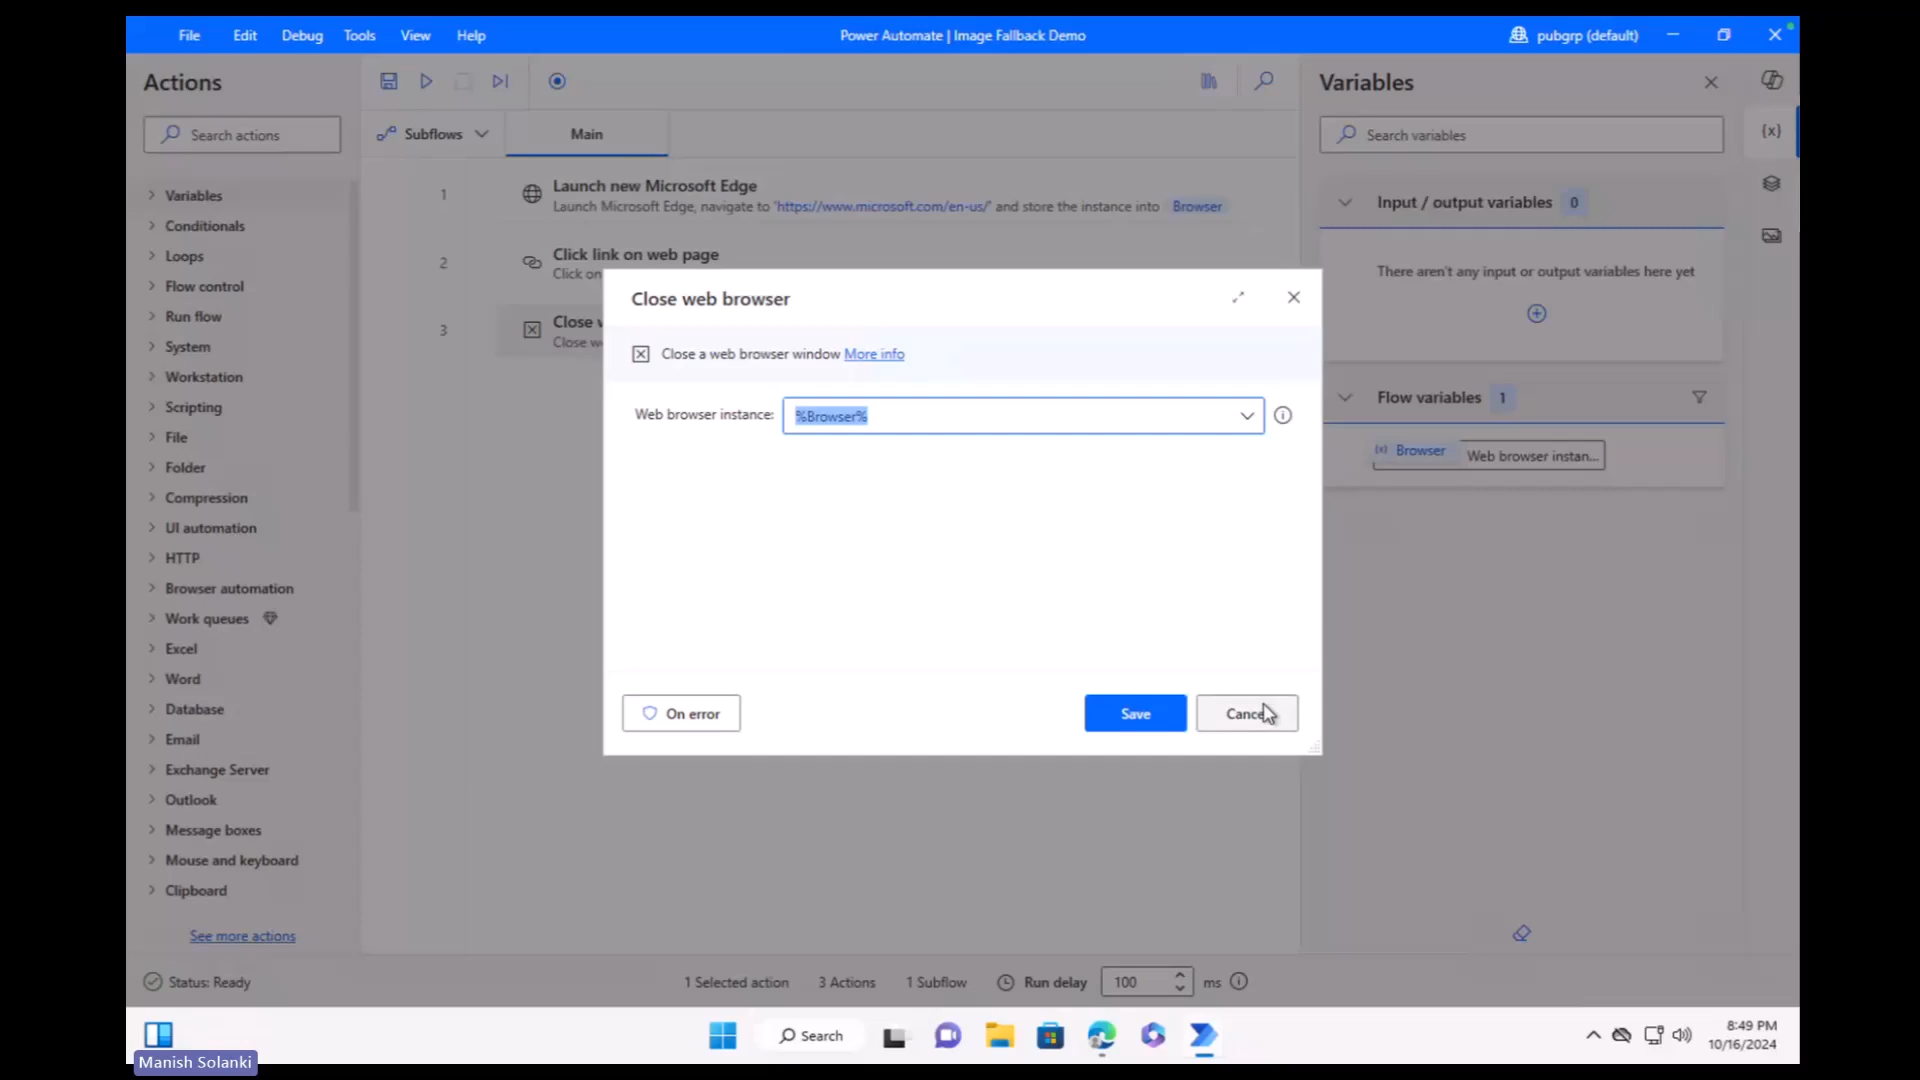 File Edit Debug Tools View Help
Power Automate | Image Fallback Demo
pubgrp (default)
Actions
Search actions
Variables
Conditionals
Loops
Flow control
Run flow
System
Workstation
Scripting
File
Folder
Compression
UI automation
HTTP
Browser automation
Work queues
Excel
Word
Database
Email
Exchange Server
Outlook
Message boxes
Mouse and keyboard
Clipboard
See more actions
Subflows
Main
1
Launch new Microsoft Edge
Launch Microsoft Edge, navigate to 'https://www.microsoft.com/en-us/' and store the instance into Browser
2
Click link on web page
Click on
3
Close
Close
Close web browser
Close a web browser window More info
Web browser instance: %Browser%
On error
Save
Cancel
Variables
Search variables
Input / output variables 0
There aren't any input or output variables here yet
Flow variables 1
(x) Browser
Web browser instan...
{x}
Status: Ready
1 Selected action
3 Actions
1 Subflow
Run delay 100 ms
Search
8:49 PM
10/16/2024
Manish Solanki